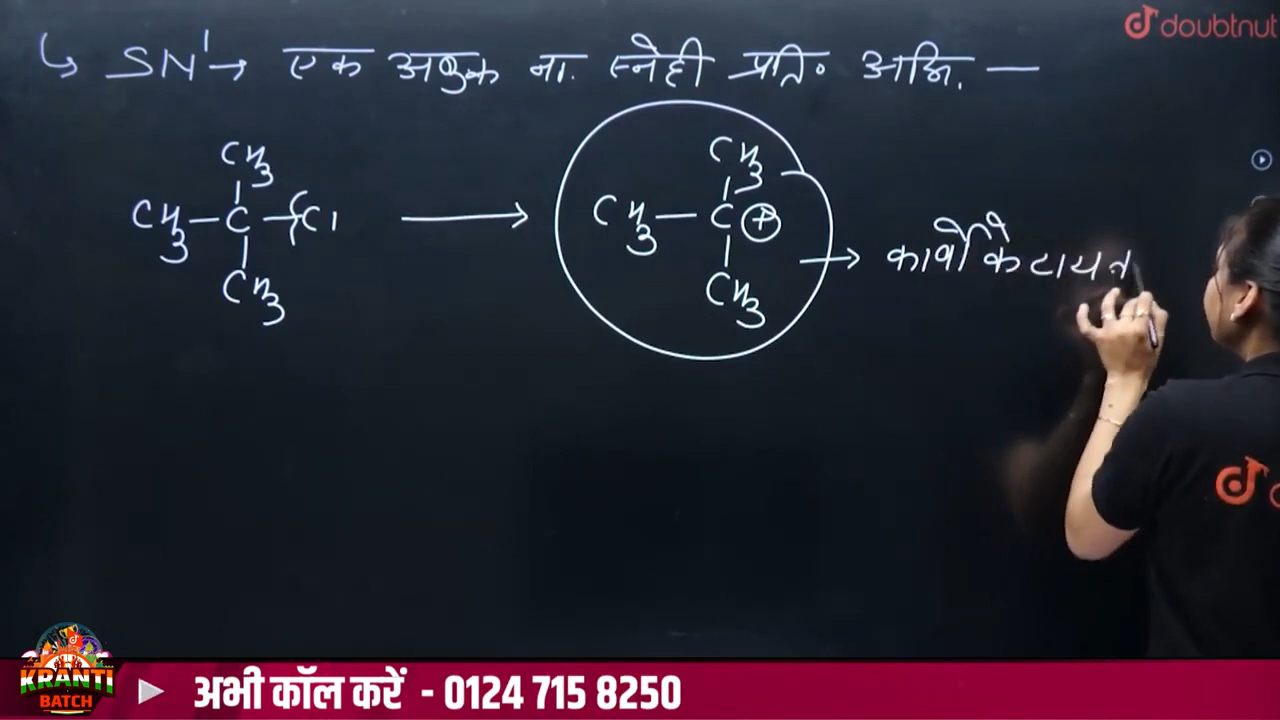 doubtnut
↳ SN¹→ एक अणुक ना. स्नेही प्रति० अभि. —
CH3 CH3
CH3—C—Cl ⟶ CH3—C⊕
→ कार्बोकेटायन
CH3 CH3
KRANTI
BATCH
अभी कॉल करें - 0124 715 8250